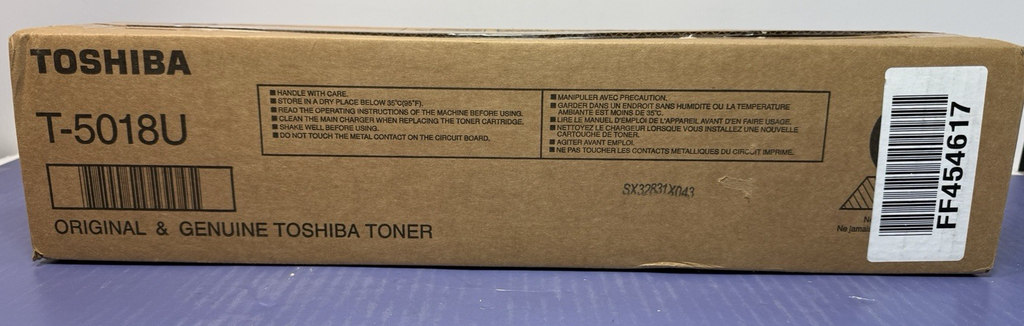 TOSHIBA
T-5018U
■ HANDLE WITH CARE.
■ STORE IN A DRY PLACE BELOW 35°C(95°F).
■ READ THE OPERATING INSTRUCTIONS OF THE MACHINE BEFORE USING.
■ CLEAN THE MAIN CHARGER WHEN REPLACING THE TONER CARTRIDGE.
■ SHAKE WELL BEFORE USING.
■ DO NOT TOUCH THE METAL CONTACT ON THE CIRCUIT BOARD.
■ MANIPULER AVEC PRECAUTION.
■ GARDER DANS UN ENDROIT SANS HUMIDITE OU LA TEMPERATURE
AMBIANTE EST MOINS DE 35°C.
■ LIRE LE MANUEL D'EMPLOI DE L'APPAREIL AVANT D'EN FAIRE USAGE.
■ NETTOYEZ LE CHARGEUR LORSQUE VOUS INSTALLEZ UNE NOUVELLE
CARTOUCHE DE TONER.
■ AGITER AVANT EMPLOI.
■ NE PAS TOUCHER LES CONTACTS METALLIQUES DU CIRCUIT IMPRIME.
ORIGINAL & GENUINE TOSHIBA TONER
Ne jamais
FF454617